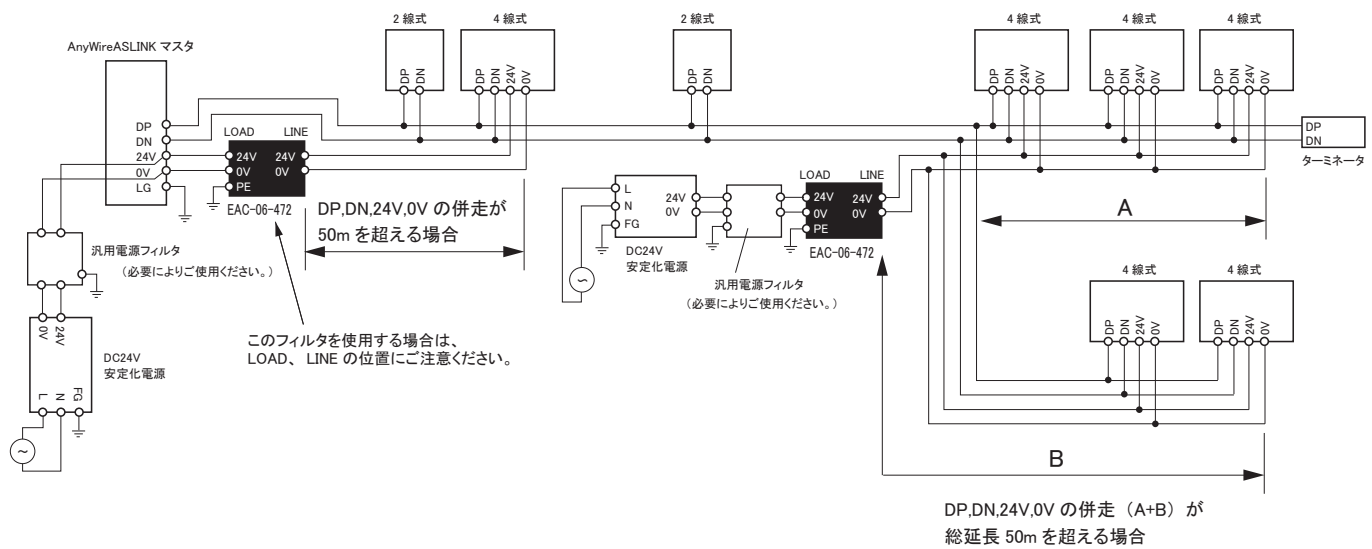 2 線式
4 線式
2 線式
4 線式
4 線式
4 線式
AnyWireASLINK マスタ
DP
DN
DP
DN
24V
0V
DP
DN
DP
DN
24V
0V
DP
DN
24V
0V
DP
DN
24V
0V
DP
DN
24V
0V
LG
LOAD
LINE
24V
0V
PE
24V
0V
EAC-06-472
DP
DN
ターミネータ
DP,DN,24V,0V の併走が
50m を超える場合
汎用電源フィルタ
（必要によりご使用ください。）
0V
24V
DC24V
安定化電源
L
N
FG
~
このフィルタを使用する場合は、
LOAD、 LINE の位置にご注意ください。
L
N
FG
24V
0V
DC24V
安定化電源
~
汎用電源フィルタ
（必要によりご使用ください。）
LOAD
LINE
24V
0V
PE
24V
0V
EAC-06-472
A
4 線式
4 線式
DP
DN
24V
0V
DP
DN
24V
0V
B
DP,DN,24V,0V の併走（A+B）が
総延長 50m を超える場合